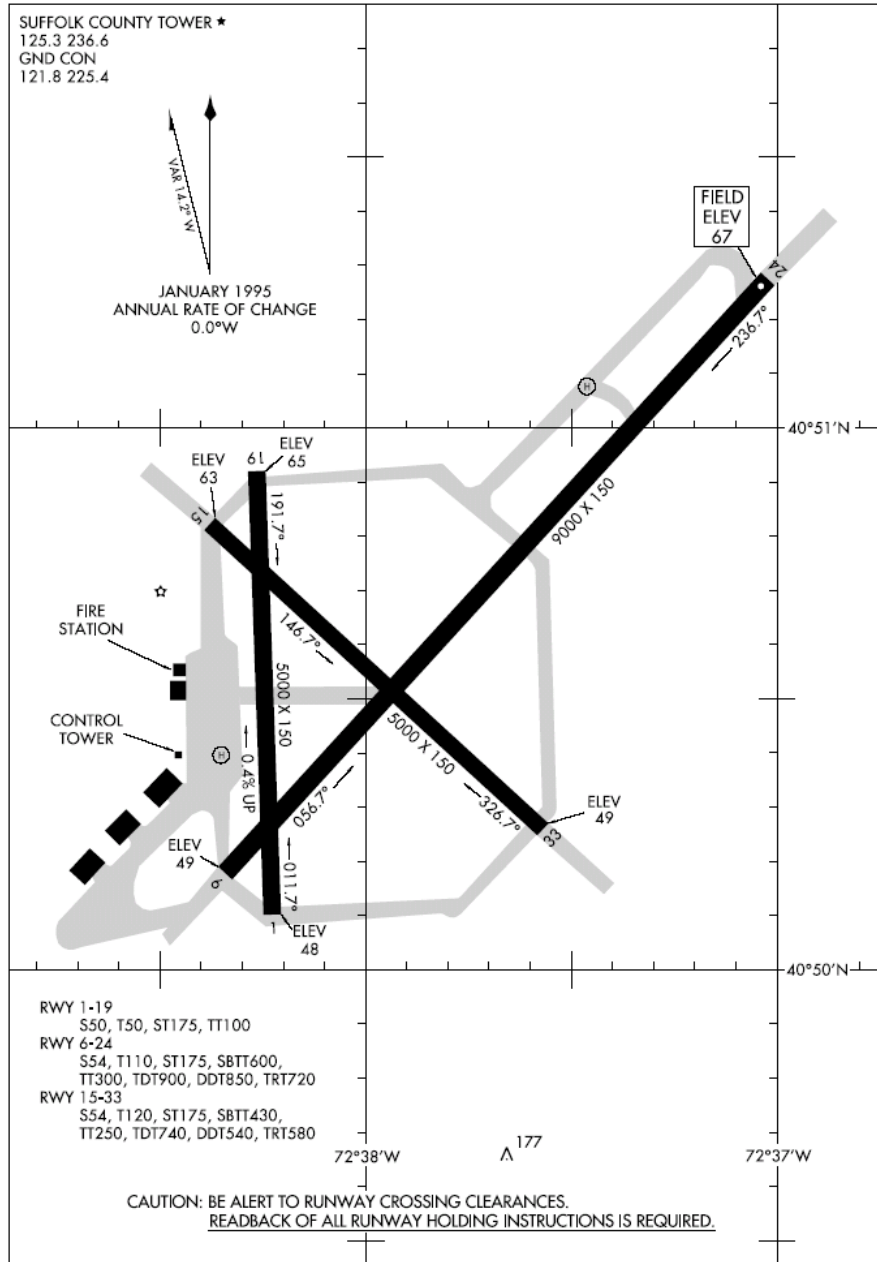 SUFFOLK COUNTY TOWER ★
125.3 236.6
GND CON
121.8 225.4
VAR 14.2° W
JANUARY 1995
ANNUAL RATE OF CHANGE
0.0°W
FIELD
ELEV
67
24
236.7°
H
40°51'N
9000 X 150
19
ELEV
65
ELEV
63
15
191.7°
146.7°
FIRE
STATION
5000 X 150
5000 X 150
CONTROL
TOWER
H
0.4% UP
056.7°
326.7°
ELEV
49
33
ELEV
49
6
011.7°
1
ELEV
48
40°50'N
RWY 1-19
S50, T50, ST175, TT100
RWY 6-24
S54, T110, ST175, SBTT600,
TT300, TDT900, DDT850, TRT720
RWY 15-33
S54, T120, ST175, SBTT430,
TT250, TDT740, DDT540, TRT580
177
72°38'W
72°37'W
CAUTION: BE ALERT TO RUNWAY CROSSING CLEARANCES.
READBACK OF ALL RUNWAY HOLDING INSTRUCTIONS IS REQUIRED.